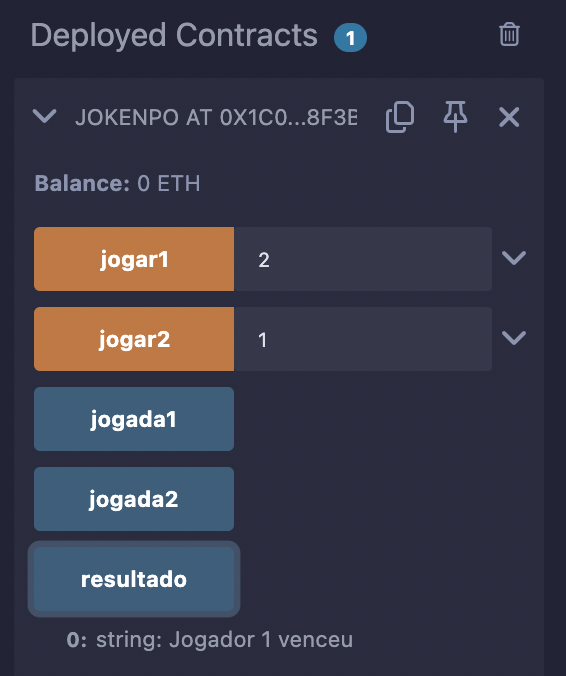 Deployed Contracts 1
JOKENPO AT 0X1C0...8F3E
Balance: 0 ETH
jogar1 2
jogar2 1
jogada1
jogada2
resultado
0: string: Jogador 1 venceu